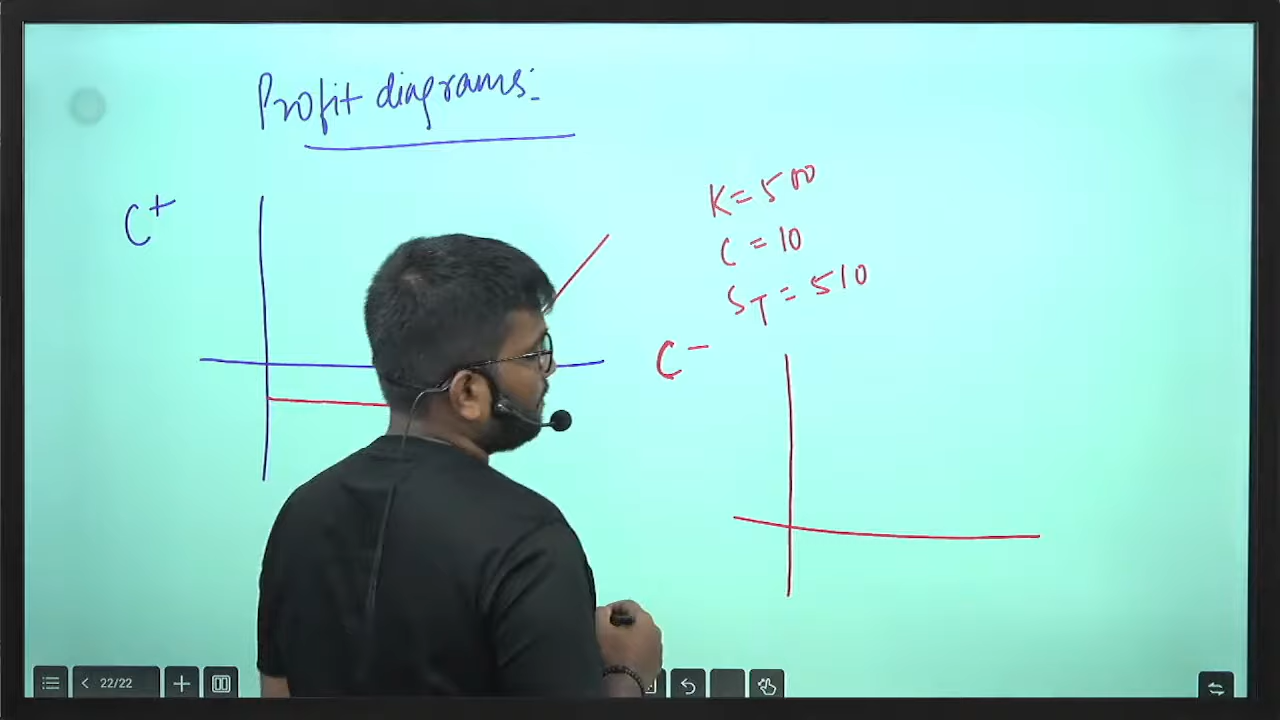 Profit diagrams:
C+
K = 500
C = 10
ST = 510
C-
22/22